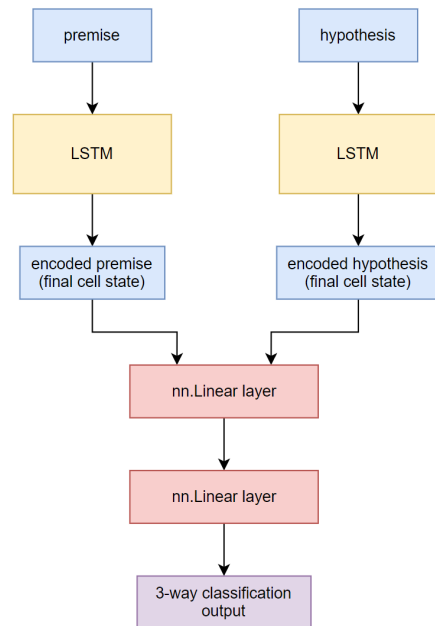 premise
hypothesis
LSTM
LSTM
encoded premise
(final cell state)
encoded hypothesis
(final cell state)
nn.Linear layer
nn.Linear layer
3-way classification
output